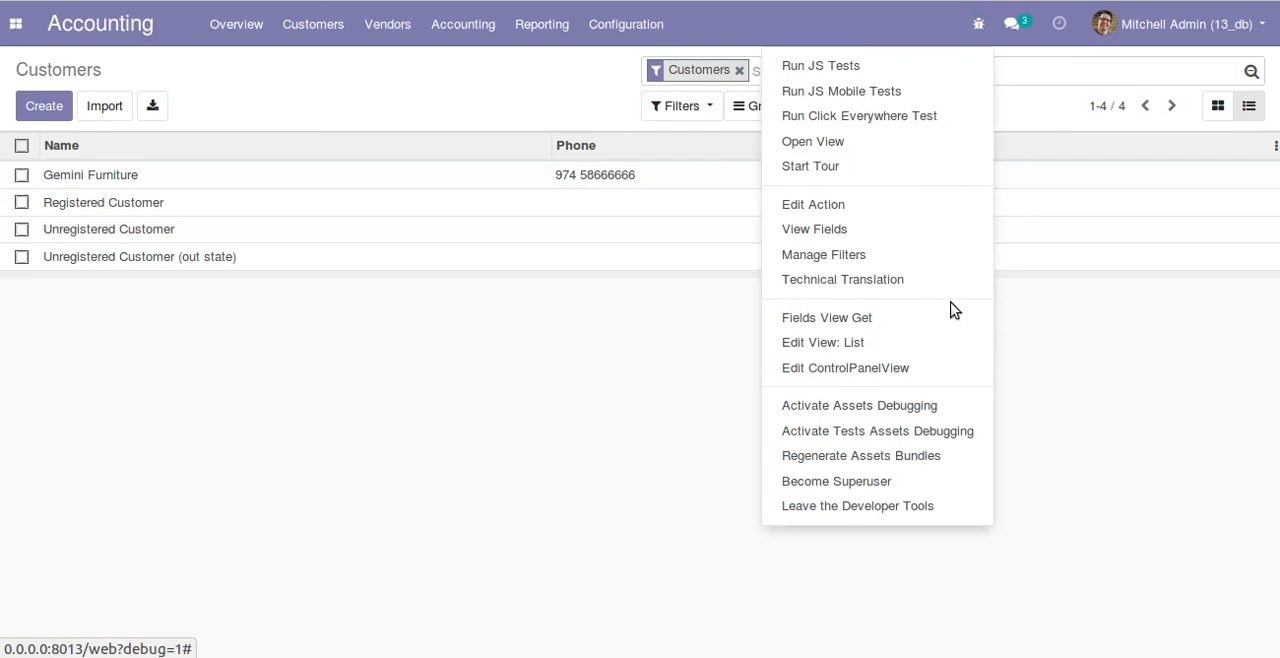 Accounting Overview Customers Vendors Accounting Reporting Configuration 3 Mitchell Admin (13_db)
Customers
Customers S
Create Import
Filters Gr
1-4 / 4
Name Phone
Gemini Furniture 974 58666666
Registered Customer
Unregistered Customer
Unregistered Customer (out state)
Run JS Tests
Run JS Mobile Tests
Run Click Everywhere Test
Open View
Start Tour
Edit Action
View Fields
Manage Filters
Technical Translation
Fields View Get
Edit View: List
Edit ControlPanelView
Activate Assets Debugging
Activate Tests Assets Debugging
Regenerate Assets Bundles
Become Superuser
Leave the Developer Tools
0.0.0.0:8013/web?debug=1#